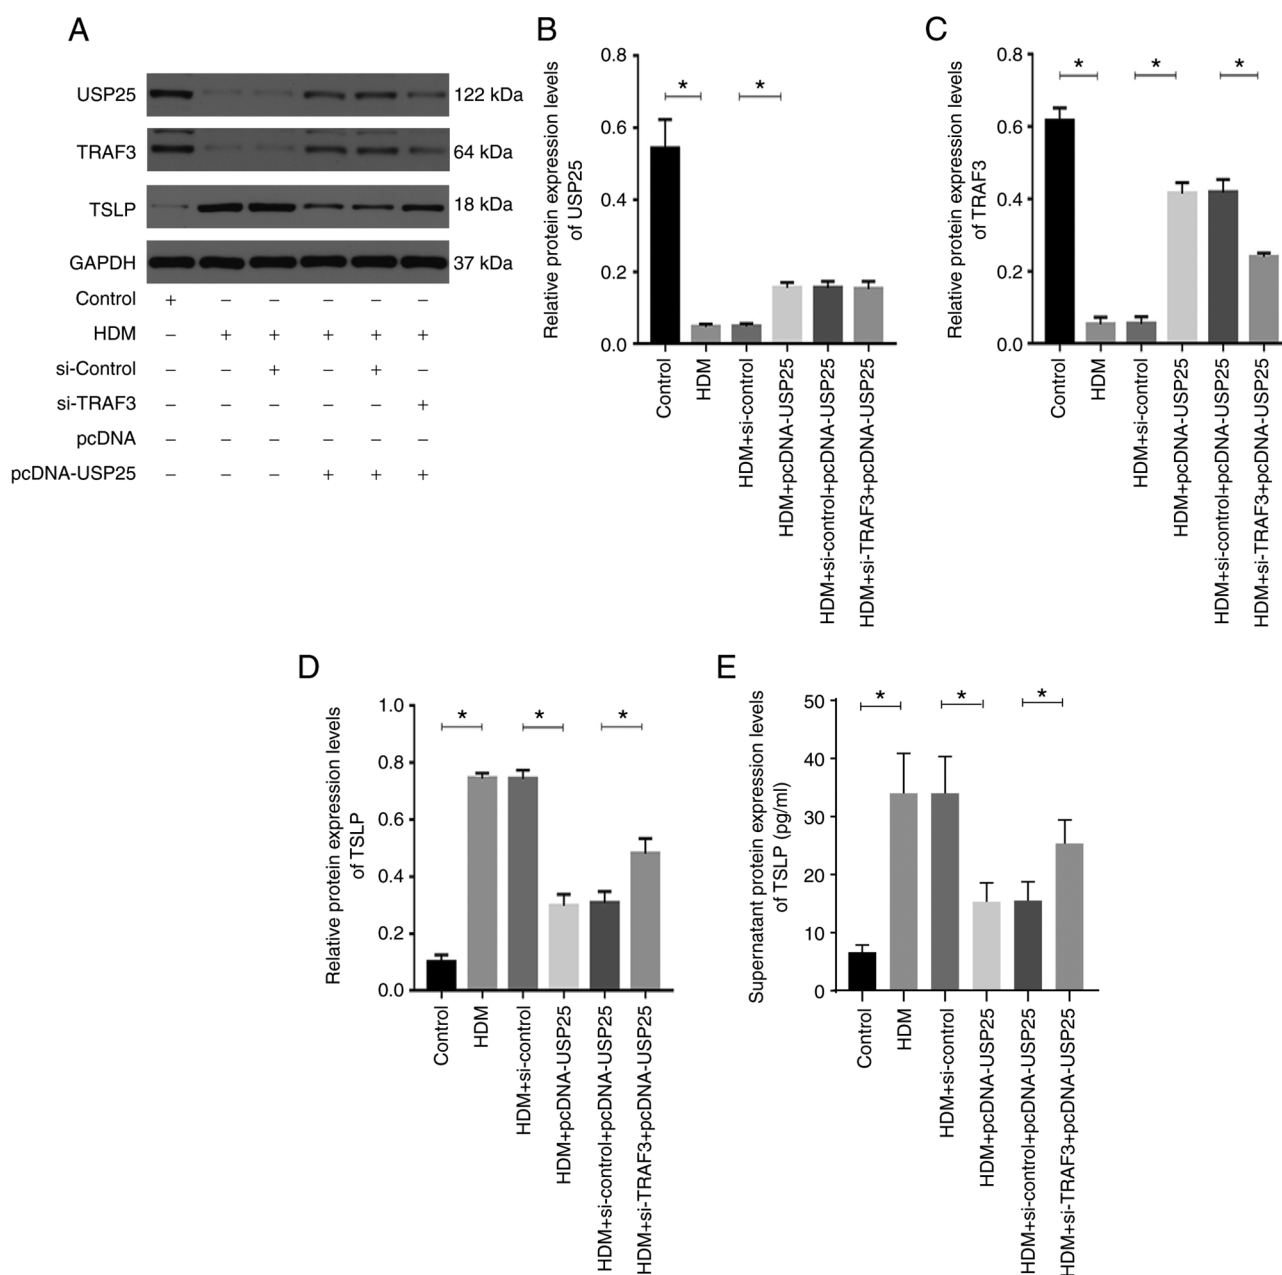 A
USP25 122 kDa
TRAF3 64 kDa
TSLP 18 kDa
GAPDH 37 kDa
Control + – – – – –
HDM – + + + + +
si-Control – – + – + –
si-TRAF3 – – – – – +
pcDNA – – – – – –
pcDNA-USP25 – – – + + +
B
Relative protein expression levels
of USP25
0.8
0.6
0.4
0.2
0.0
* *
Control
HDM
HDM+si-control
HDM+pcDNA-USP25
HDM+si-control+pcDNA-USP25
HDM+si-TRAF3+pcDNA-USP25
C
Relative protein expression levels
of TRAF3
0.8
0.6
0.4
0.2
0.0
* * *
Control
HDM
HDM+si-control
HDM+pcDNA-USP25
HDM+si-control+pcDNA-USP25
HDM+si-TRAF3+pcDNA-USP25
D
Relative protein expression levels
of TSLP
1.0
0.8
0.6
0.4
0.2
0.0
* * *
Control
HDM
HDM+si-control
HDM+pcDNA-USP25
HDM+si-control+pcDNA-USP25
HDM+si-TRAF3+pcDNA-USP25
E
Supernatant protein expression levels
of TSLP (pg/ml)
50
40
30
20
10
0
* * *
Control
HDM
HDM+si-control
HDM+pcDNA-USP25
HDM+si-control+pcDNA-USP25
HDM+si-TRAF3+pcDNA-USP25